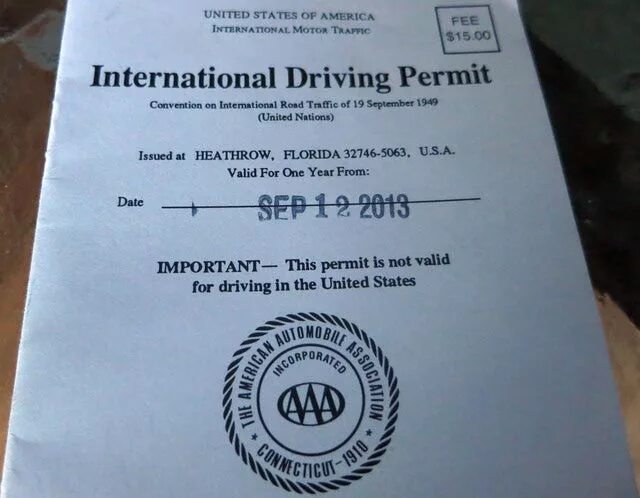 UNITED STATES OF AMERICA
INTERNATIONAL MOTOR TRAFFIC
FEE
$15.00
International Driving Permit
Convention on International Road Traffic of 19 September 1949
(United Nations)
Issued at HEATHROW, FLORIDA 32746-5063, U.S.A.
Valid For One Year From:
Date SEP 12 2013
IMPORTANT— This permit is not valid
for driving in the United States
THE AMERICAN AUTOMOBILE ASSOCIATION
INCORPORATED
AAA
★ CONNECTICUT-1910 ★